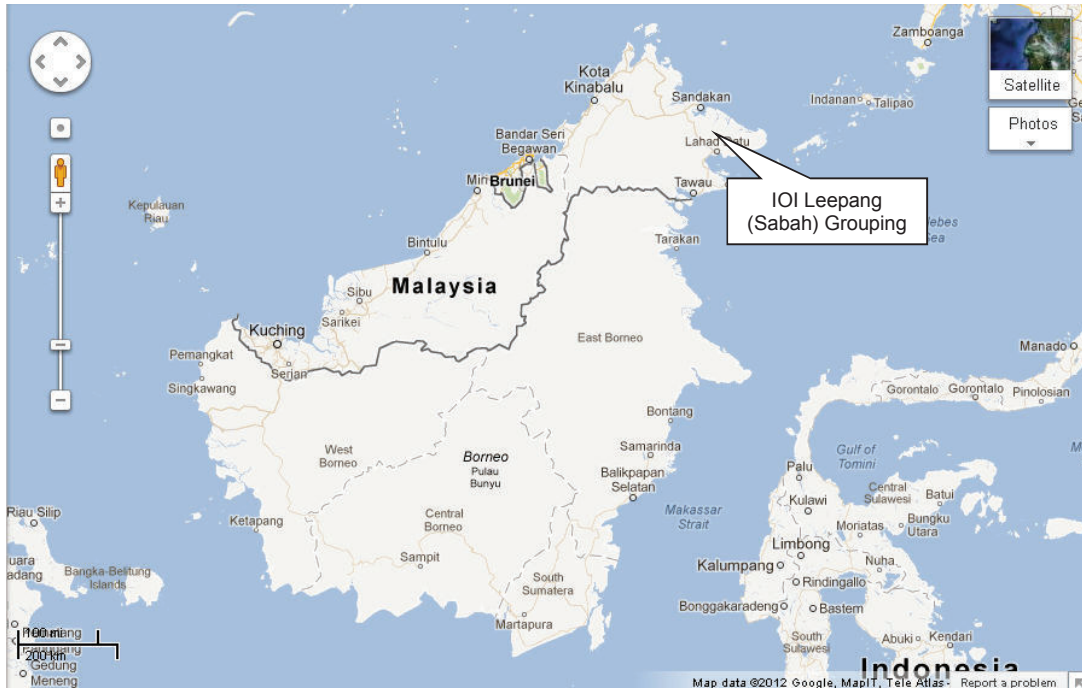 Zamboanga
Satellite
Photos
Kota
Kinabalu
Sandakan
Indanan
Talipao
Bandar Seri
Begawan
Lahad Datu
Brunei
Tawau
IOI Leepang
(Sabah) Grouping
Kepulauan
Riau
Sea
Tarakan
Bintulu
Malaysia
Sibu
Sarikei
Kuching
Serian
East Borneo
Pemangkat
Singkawang
Manado
Gorontalo
Gorontalo
Pinolosian
Bontang
West
Borneo
Borneo
Pulau
Bunyu
Samarinda
Gulf of
Tomini
Balikpapan
Selatan
Palu
Central
Sulawesi
Batui
Kulawi
Makassar
Strait
Bungku
Utara
Moriatas
Riau Silip
Ketapang
Central
Borneo
Limbong
Nuha
Sampit
Kalumpang
Rindingallo
Bangka-Belitung
Islands
South
Sumatera
Bonggakaradeng
Bastem
Martapura
South
Sulawesi
Abuki
Kendari
100 mi
200 km
Gedung
Meneng
Indonesia
Map data ©2012 Google, MapIT, Tele Atlas - Report a problem